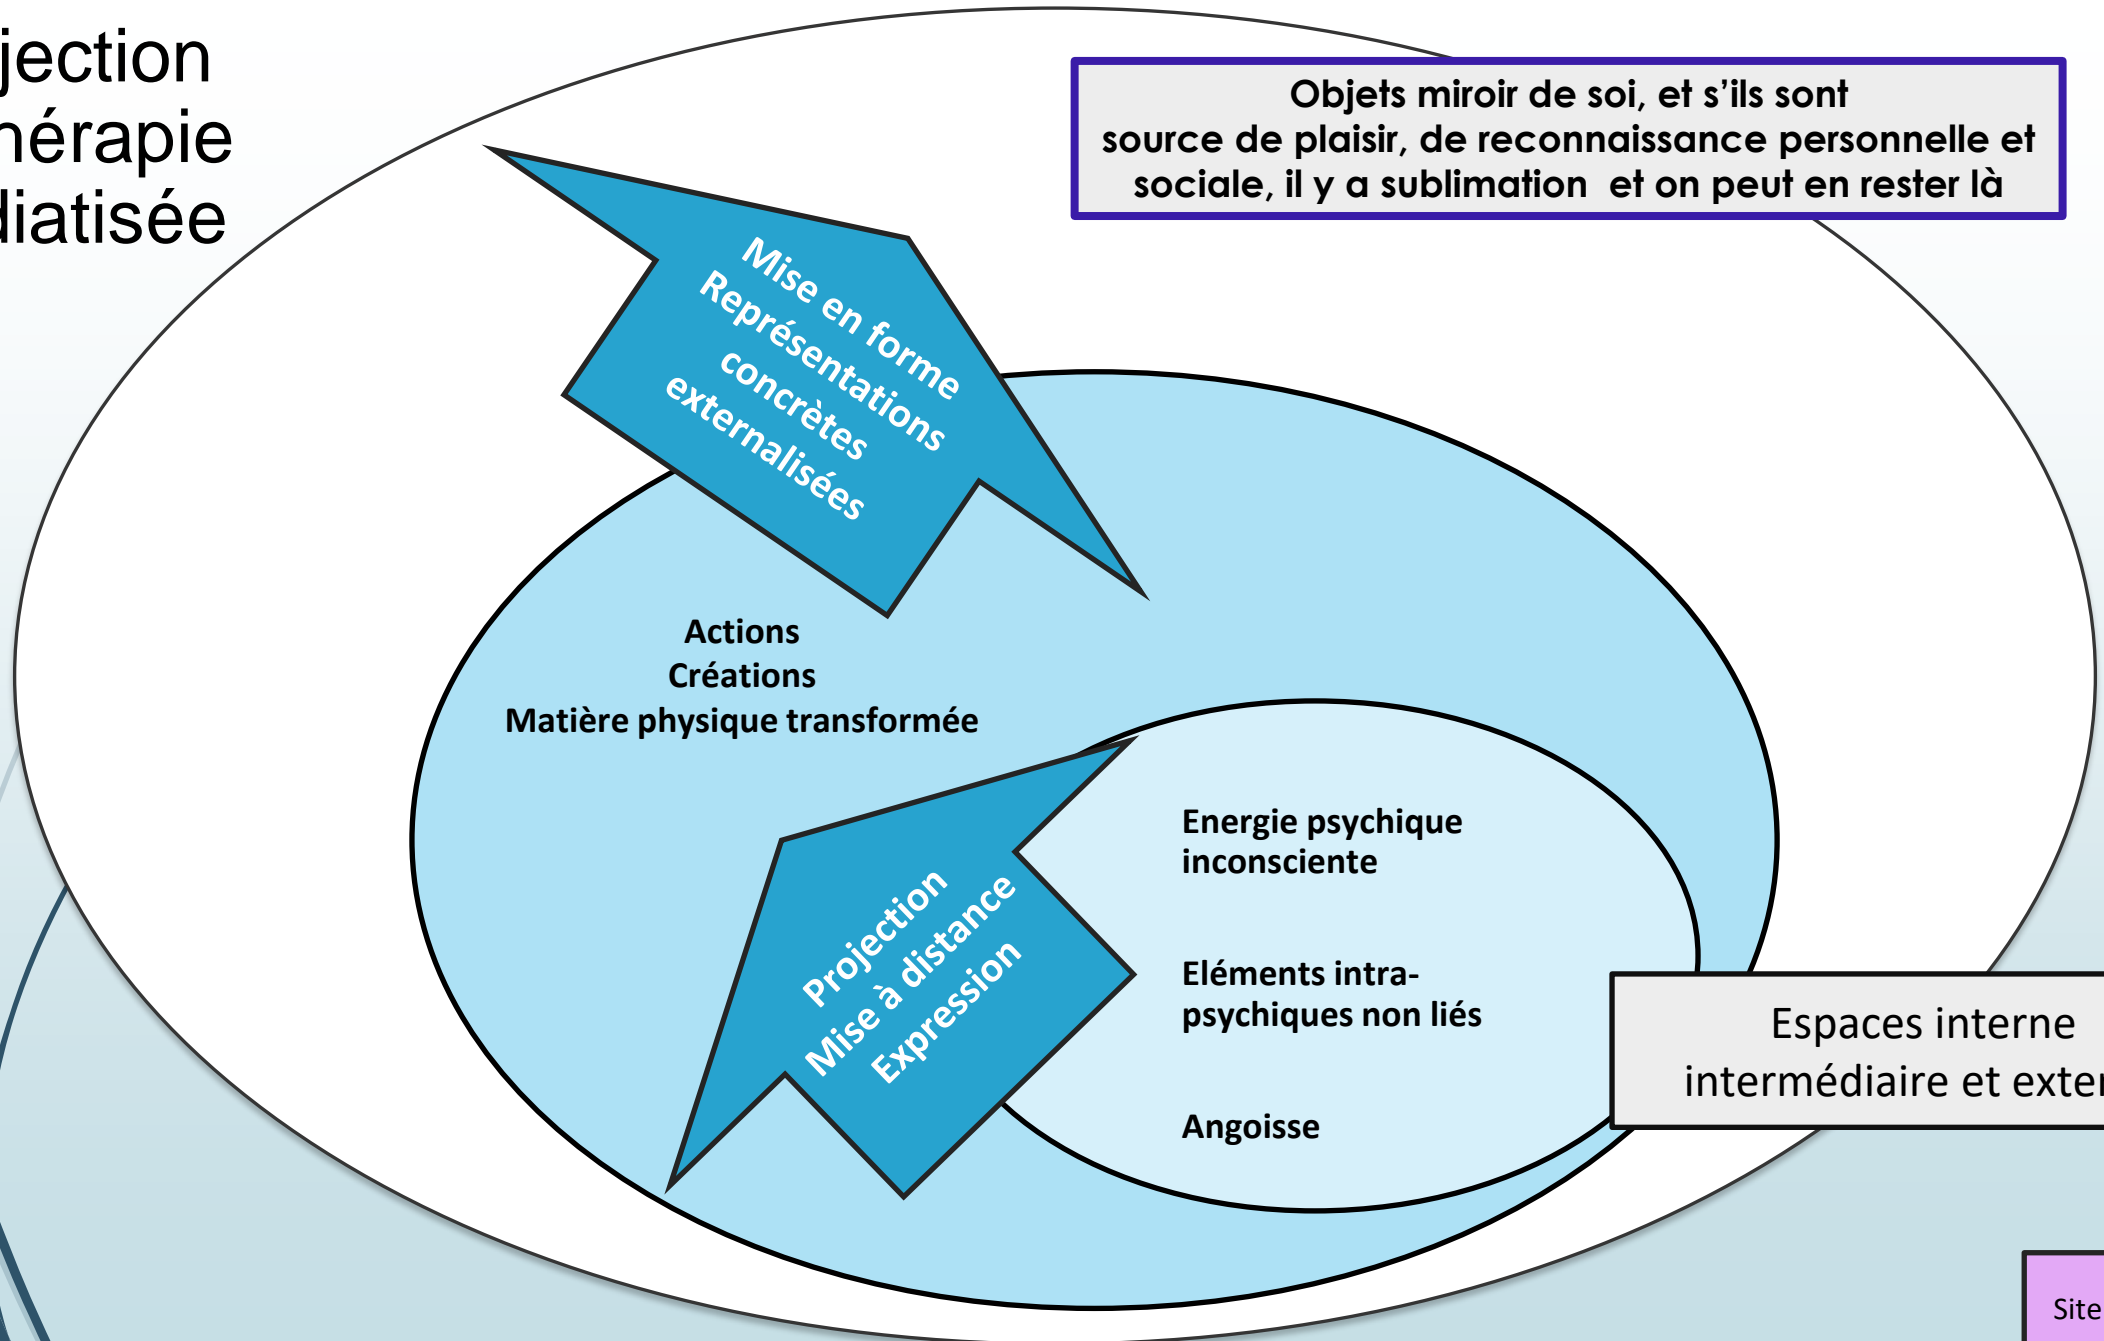 jection
hérapie
diatisée
Objets miroir de soi, et s’ils sont
source de plaisir, de reconnaissance personnelle et
sociale, il y a sublimation et on peut en rester là
Mise en forme
Représentations
concrètes
externalisées
Actions
Créations
Matière physique transformée
Projection
Mise à distance
Expression
Energie psychique
inconsciente
Eléments intra-
psychiques non liés
Angoisse
Espaces interne
intermédiaire et exter
Site